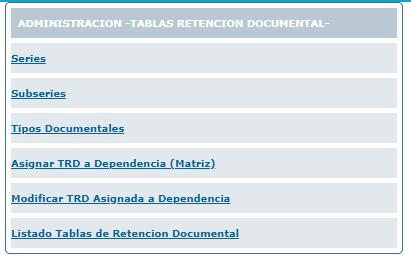 ADMINISTRACION -TABLAS RETENCION DOCUMENTAL-
Series
Subseries
Tipos Documentales
Asignar TRD a Dependencia (Matriz)
Modificar TRD Asignada a Dependencia
Listado Tablas de Retencion Documental